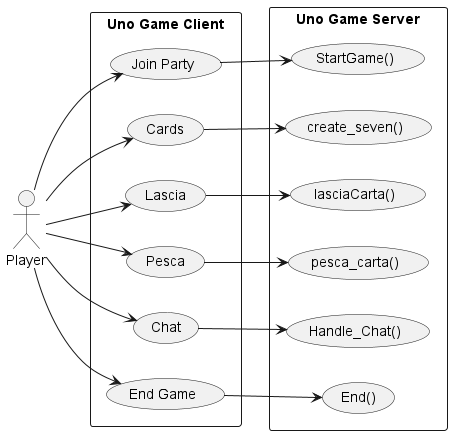 Uno Game Client
Uno Game Server
Join Party
StartGame()
Cards
create_seven()
Lascia
lasciaCarta()
Player
Pesca
pesca_carta()
Chat
Handle_Chat()
End Game
End()